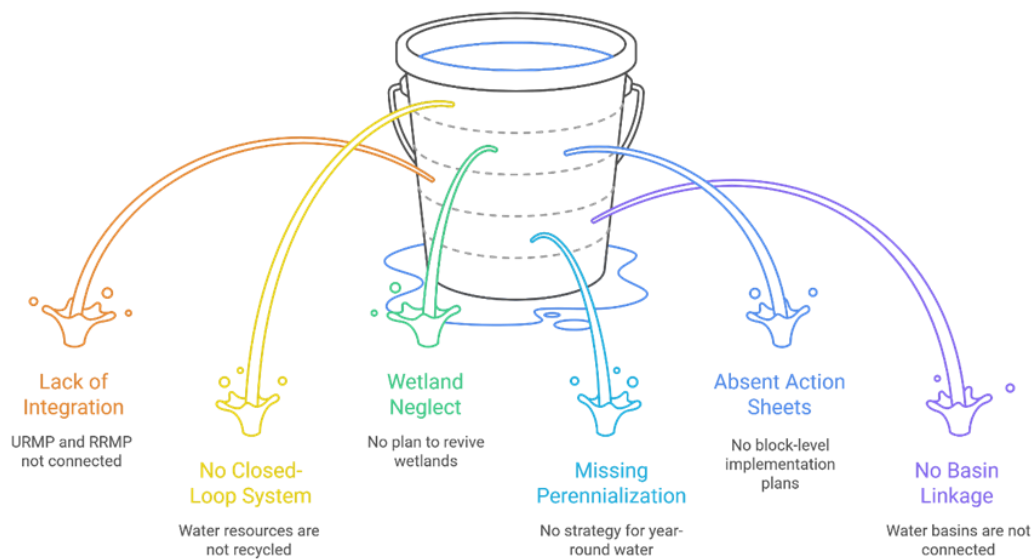 Lack of
Integration
URMP and RRMP
not connected
No Closed-
Loop System
Water resources are
not recycled
Wetland
Neglect
No plan to revive
wetlands
Missing
Perennialization
No strategy for year-
round water
Absent Action
Sheets
No block-level
implementation
plans
No Basin
Linkage
Water basins are not
connected